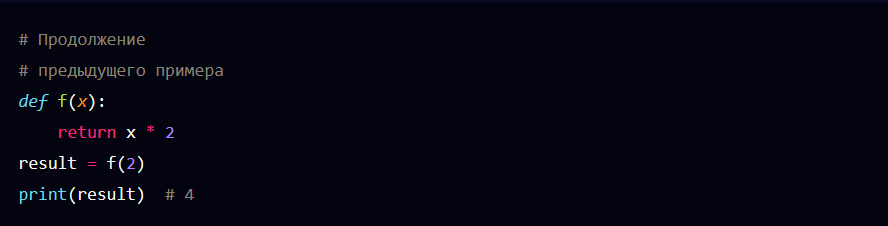 # Продолжение
# предыдущего примера
def f(x):
    return x * 2
result = f(2)
print(result)  # 4